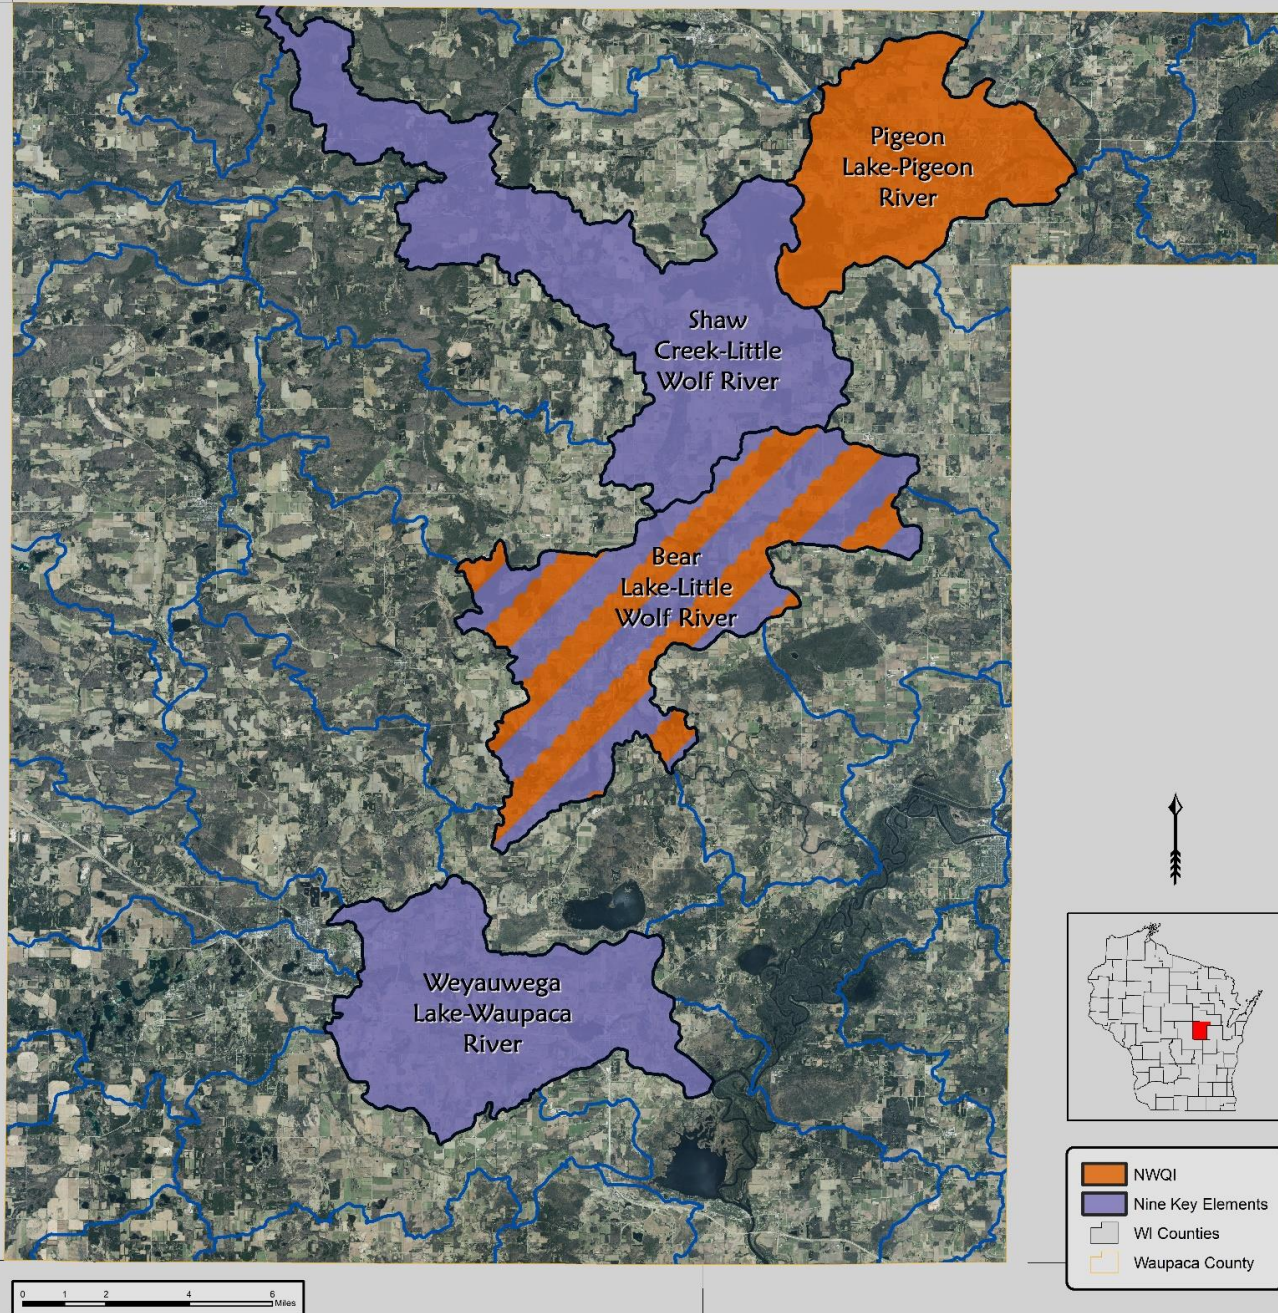 Pigeon
Lake-Pigeon
River
Shaw
Creek-Little
Wolf River
Bear
Lake-Little
Wolf River
Weyauwega
Lake-Waupaca
River
NWQI
Nine Key Elements
WI Counties
Waupaca County
0 1 2 4 6
Miles